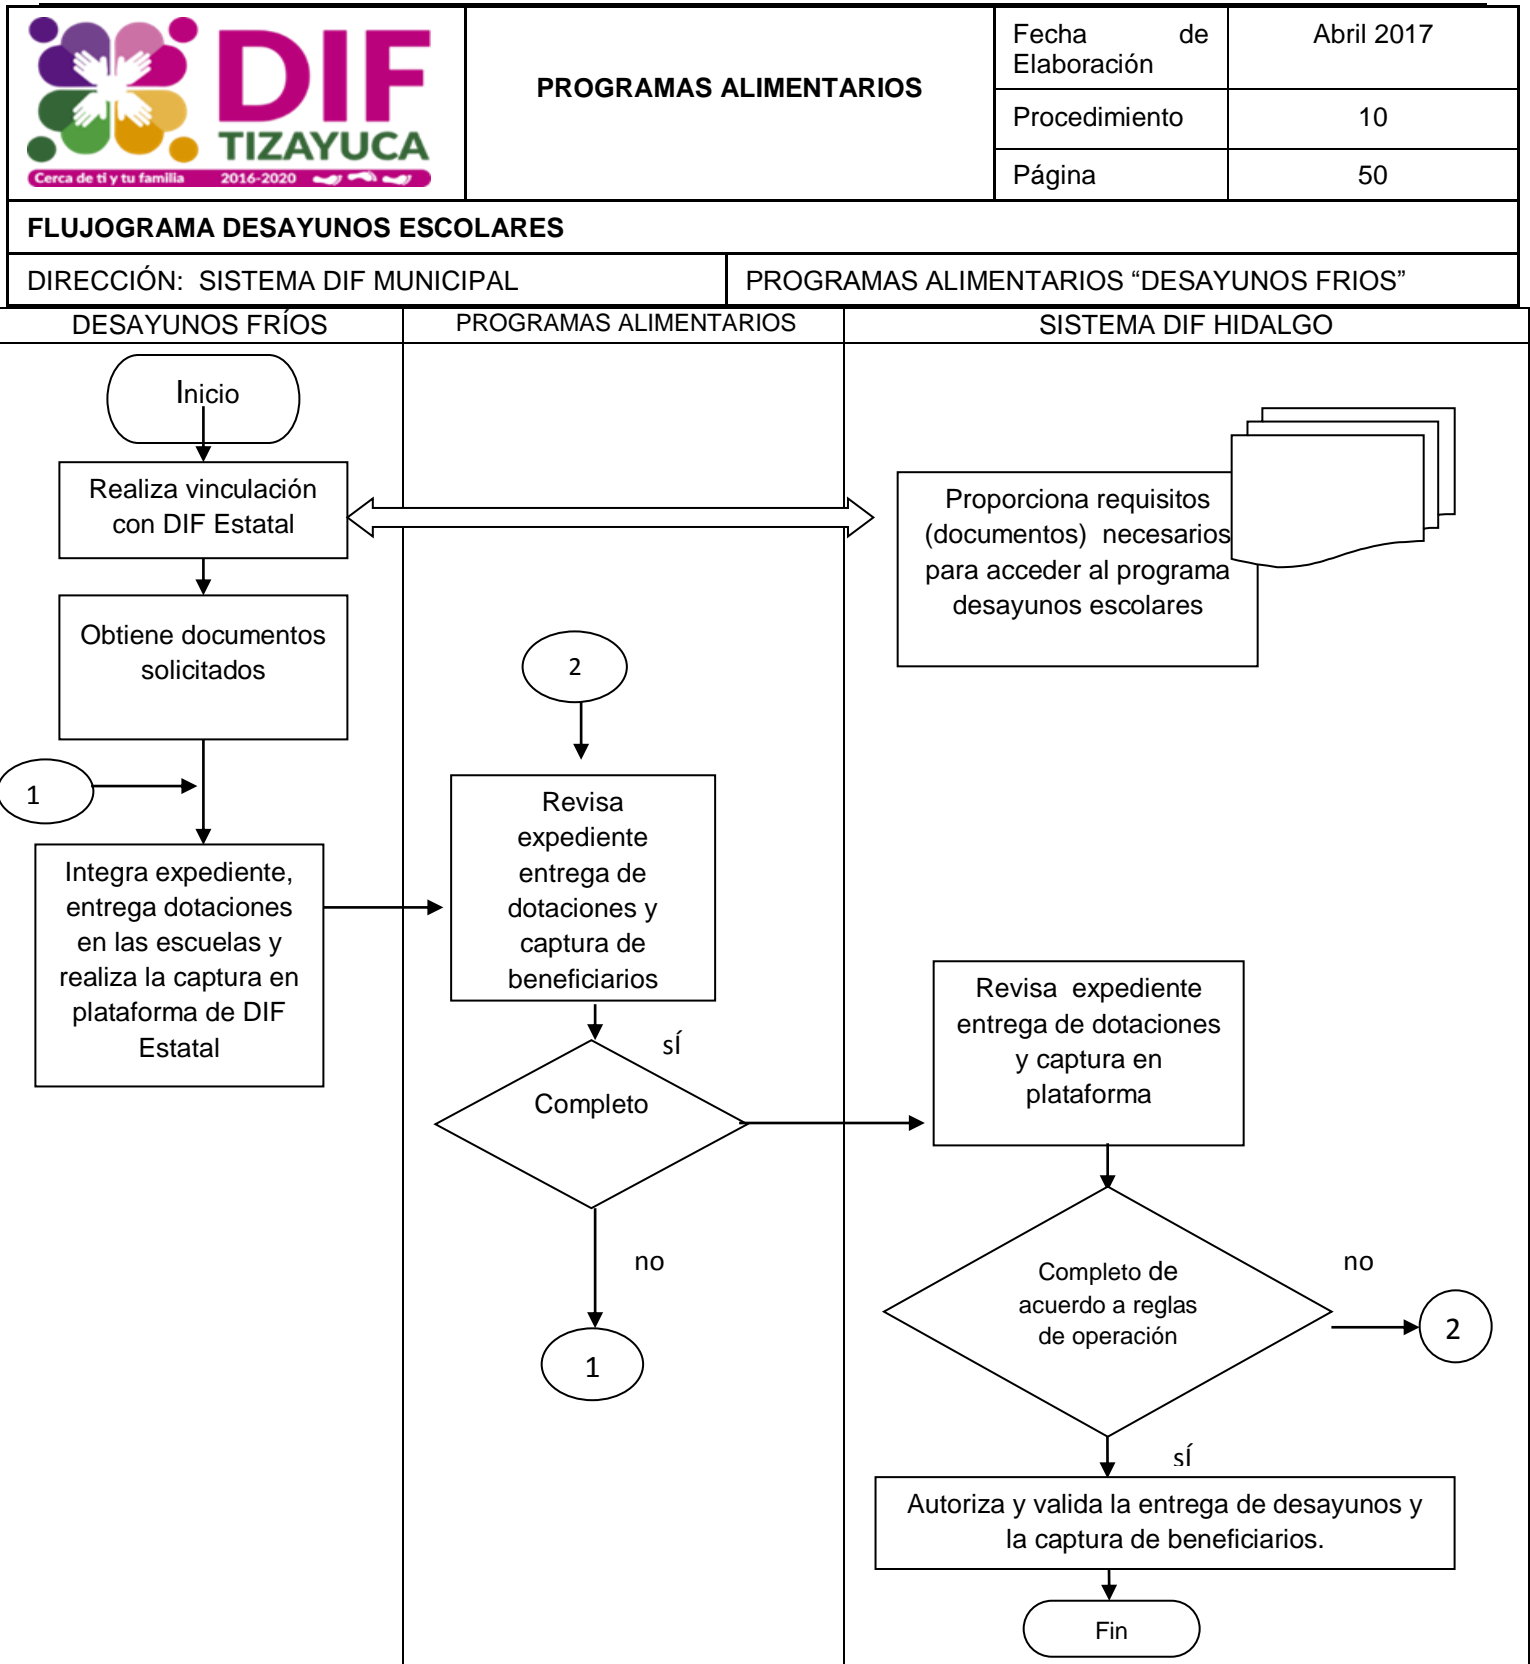 DIF
TIZAYUCA
Cerca de ti y tu familia 2016-2020
PROGRAMAS ALIMENTARIOS
Fecha de
Elaboración
Abril 2017
Procedimiento
10
Página
50
FLUJOGRAMA DESAYUNOS ESCOLARES
DIRECCIÓN: SISTEMA DIF MUNICIPAL
PROGRAMAS ALIMENTARIOS “DESAYUNOS FRIOS”
DESAYUNOS FRÍOS
PROGRAMAS ALIMENTARIOS
SISTEMA DIF HIDALGO
Inicio
Realiza vinculación
con DIF Estatal
Proporciona requisitos
(documentos) necesarios
para acceder al programa
desayunos escolares
Obtiene documentos
solicitados
2
1
Integra expediente,
entrega dotaciones
en las escuelas y
realiza la captura en
plataforma de DIF
Estatal
Revisa
expediente
entrega de
dotaciones y
captura de
beneficiarios
sÍ
Completo
no
1
Revisa expediente
entrega de dotaciones
y captura en
plataforma
Completo de
acuerdo a reglas
de operación
no
2
sÍ
Autoriza y valida la entrega de desayunos y
la captura de beneficiarios.
Fin